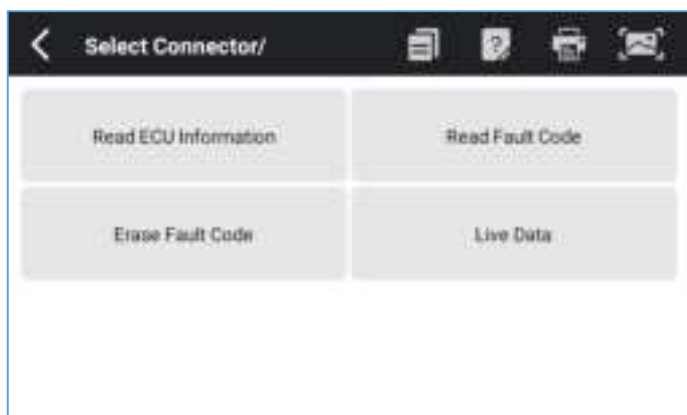 Select Connector/
Read ECU Information
Read Fault Code
Erase Fault Code
Live Data